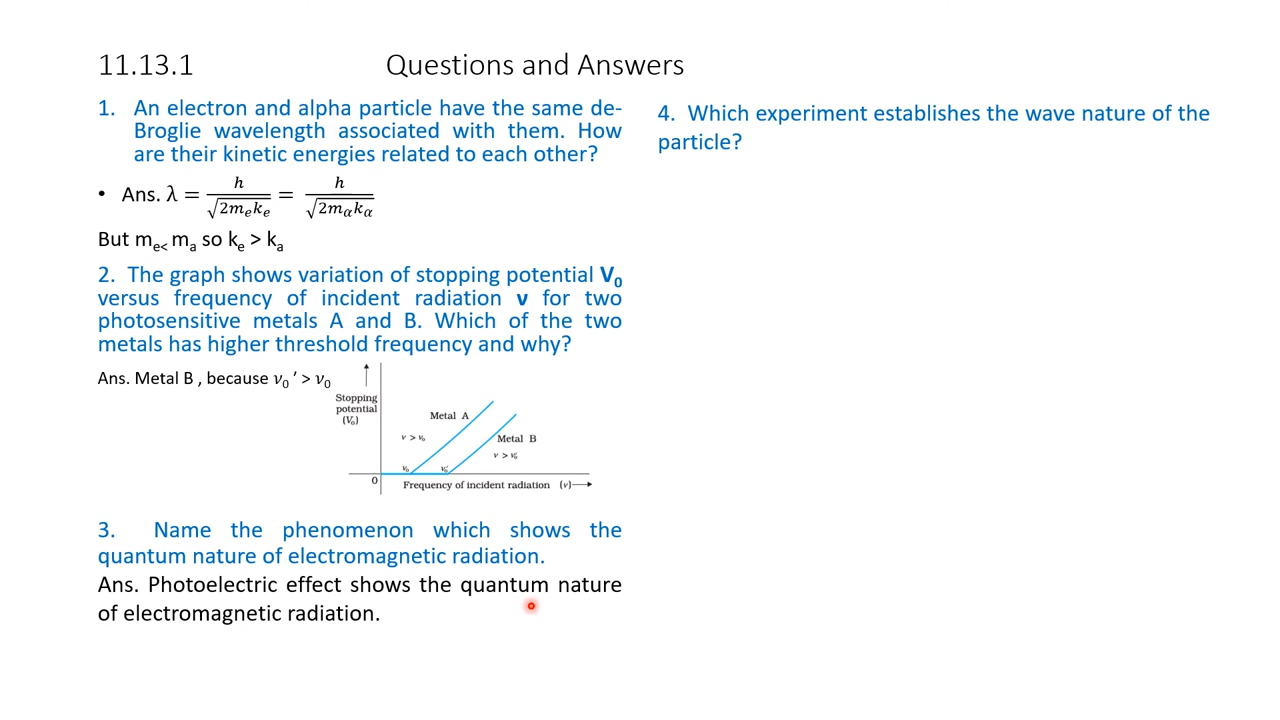 11.13.1 Questions and Answers
1. An electron and alpha particle have the same de-
Broglie wavelength associated with them. How
are their kinetic energies related to each other?
• Ans. λ = h/√(2mₑkₑ) = h/√(2m_αk_α)
But mₑ< mₐ so kₑ > kₐ
2. The graph shows variation of stopping potential V₀
versus frequency of incident radiation ν for two
photosensitive metals A and B. Which of the two
metals has higher threshold frequency and why?
Ans. Metal B , because ν₀ ′ > ν₀
Stopping
potential
(V₀)
Metal A
ν > ν₀
Metal B
ν > ν₀′
ν₀ ν₀′
0
Frequency of incident radiation (ν)
3. Name the phenomenon which shows the
quantum nature of electromagnetic radiation.
Ans. Photoelectric effect shows the quantum nature
of electromagnetic radiation.
4. Which experiment establishes the wave nature of the
particle?